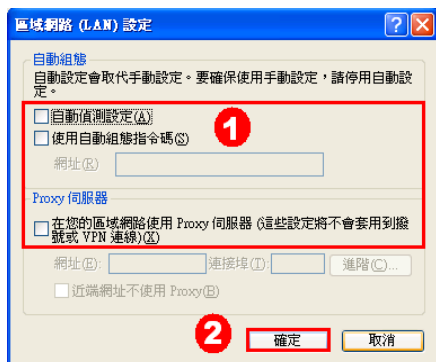 區域網路 (LAN) 設定
自動組態
自動設定會取代手動設定。要確保使用手動設定，請停用自動設
定。
自動偵測設定(A)
1
使用自動組態指令碼(S)
網址(R)
Proxy 伺服器
在您的區域網路使用 Proxy 伺服器 (這些設定將不會套用到撥
號或 VPN 連線)(X)
網址(E): 連接埠(T): 進階(C)...
近端網址不使用 Proxy(B)
2 確定 取消